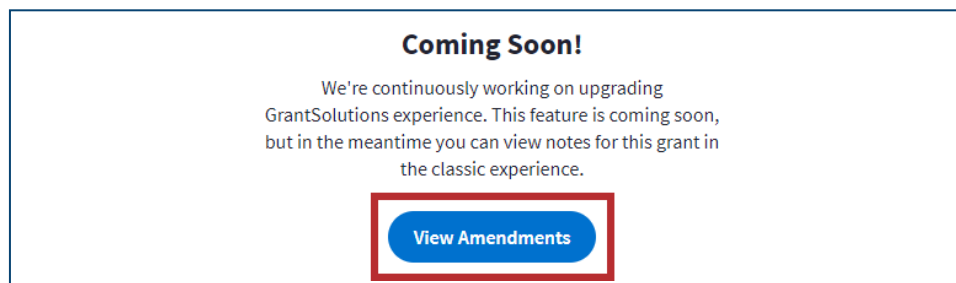 Coming Soon!
We're continuously working on upgrading
GrantSolutions experience. This feature is coming soon,
but in the meantime you can view notes for this grant in
the classic experience.
View Amendments